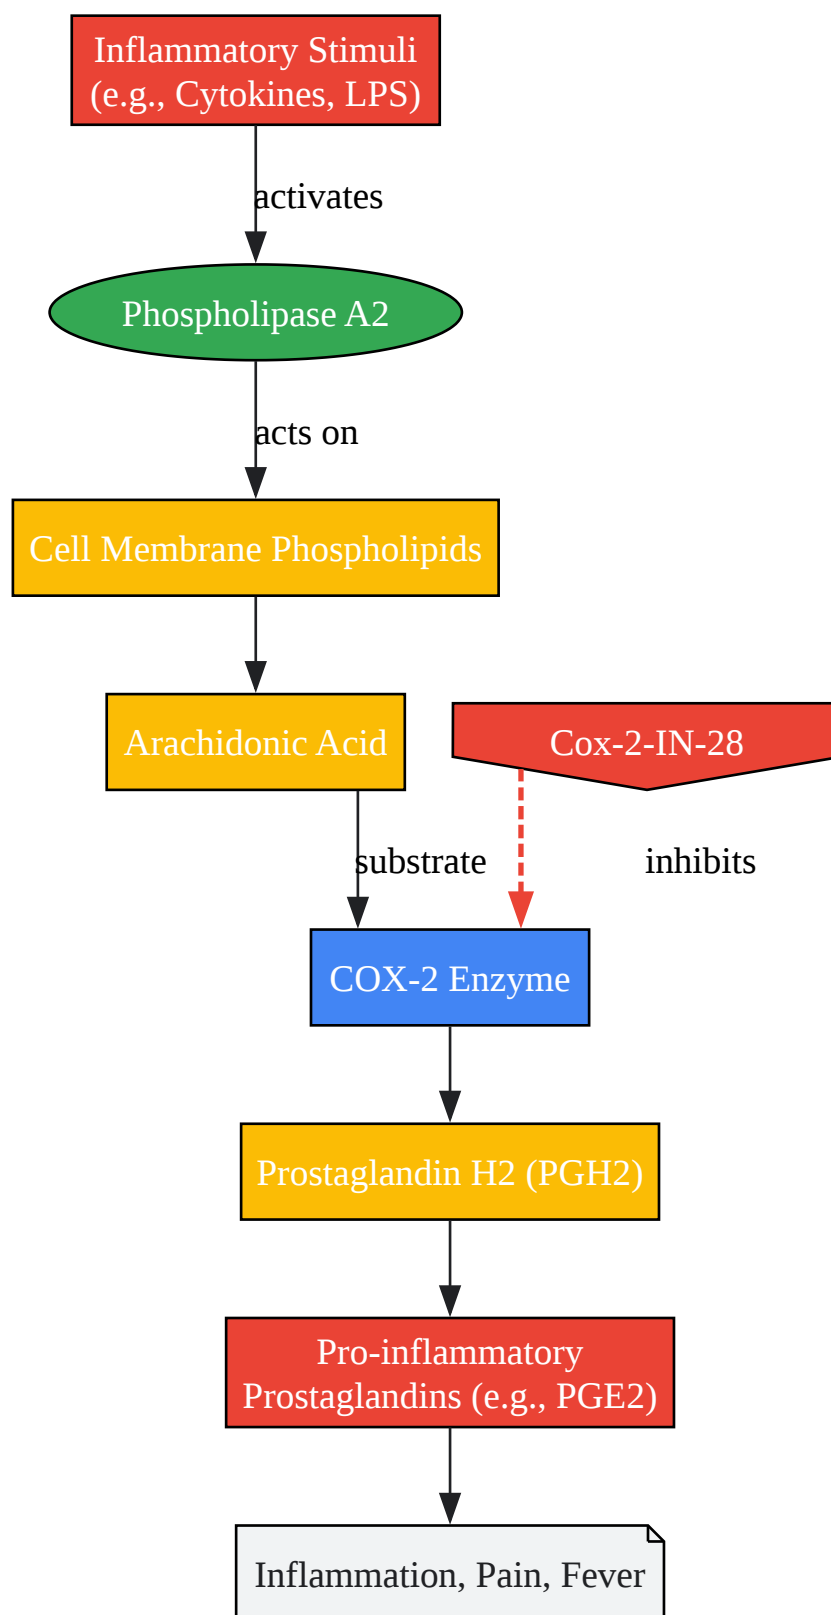 Inflammatory Stimuli
(e.g., Cytokines, LPS)
activates
Phospholipase A2
acts on
Cell Membrane Phospholipids
Arachidonic Acid
Cox-2-IN-28
substrate
inhibits
COX-2 Enzyme
Prostaglandin H2 (PGH2)
Pro-inflammatory
Prostaglandins (e.g., PGE2)
Inflammation, Pain, Fever